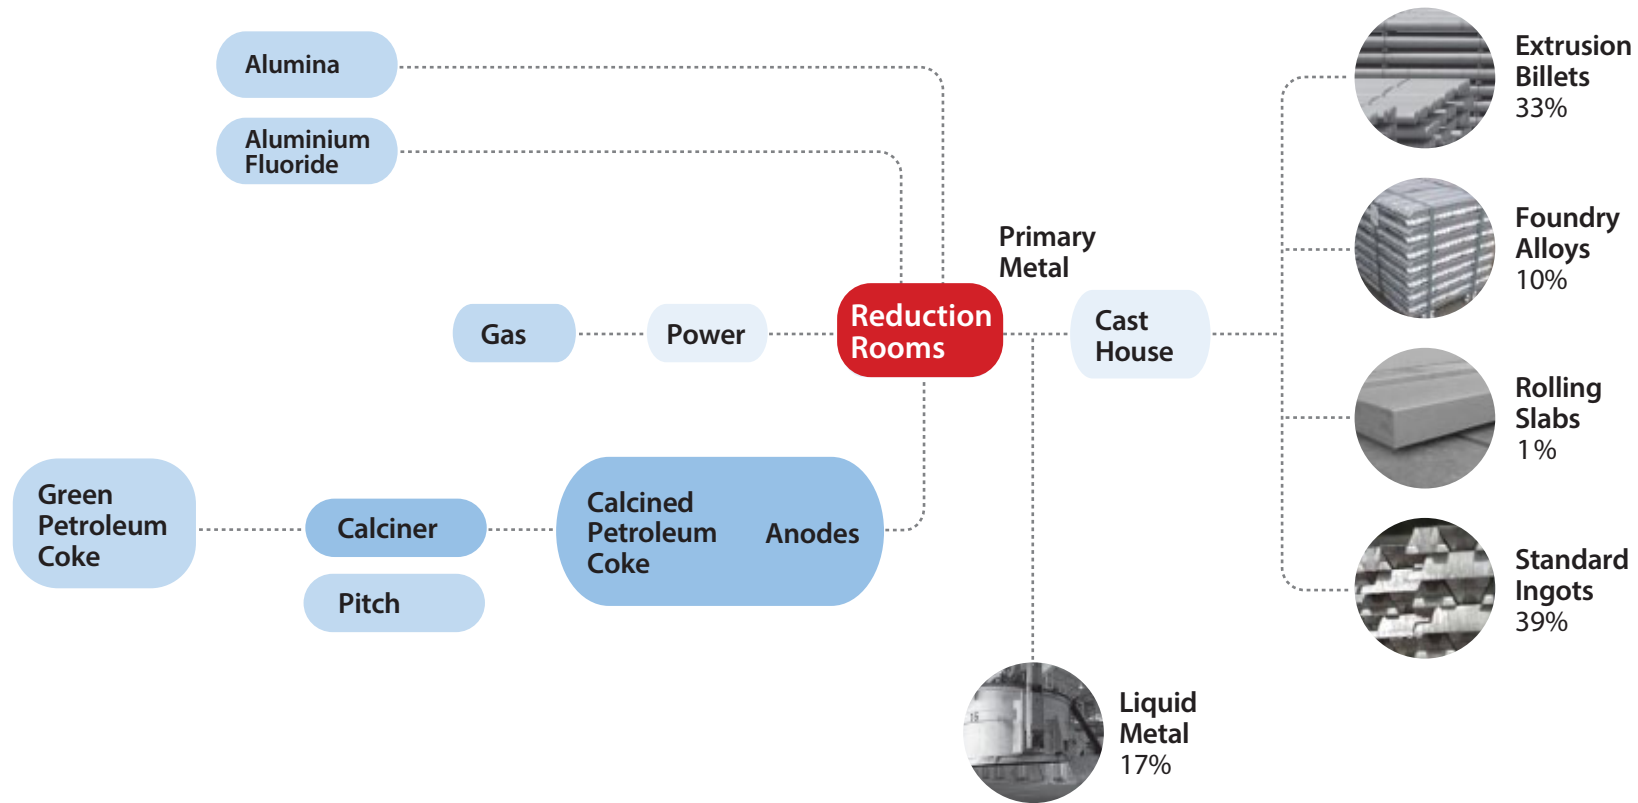 Alumina
Aluminium
Fluoride
Gas
Power
Reduction
Rooms
Primary
Metal
Cast
House
Green
Petroleum
Coke
Calciner
Pitch
Calcined
Petroleum
Coke
Anodes
Extrusion
Billets
33%
Foundry
Alloys
10%
Rolling
Slabs
1%
Standard
Ingots
39%
Liquid
Metal
17%
16